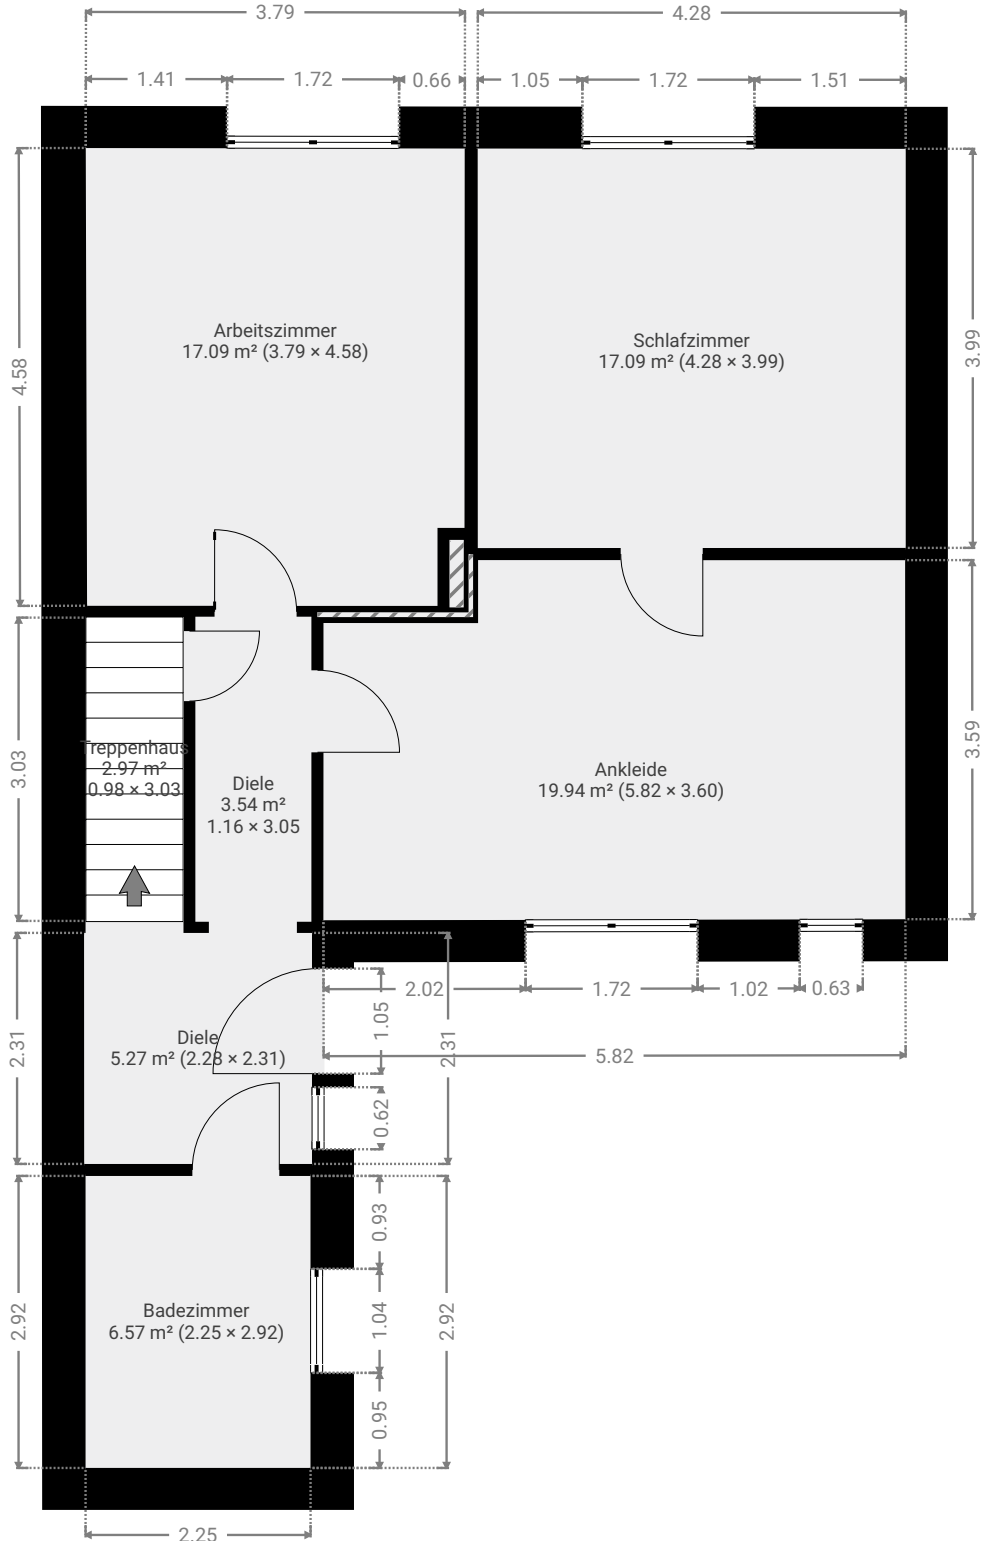 3.79
4.28
1.41
1.72
0.66
1.05
1.72
1.51
Arbeitszimmer
17.09 m² (3.79 × 4.58)
Schlafzimmer
17.09 m² (4.28 × 3.99)
4.58
3.99
Treppenhaus
2.97 m²
0.98 × 3.03
3.03
Diele
3.54 m²
1.16 × 3.05
Ankleide
19.94 m² (5.82 × 3.60)
3.59
2.02
1.72
1.02
0.63
5.82
Diele
5.27 m² (2.28 × 2.31)
2.31
1.05
2.31
0.62
0.93
Badezimmer
6.57 m² (2.25 × 2.92)
2.92
1.04
2.92
0.95
2.25